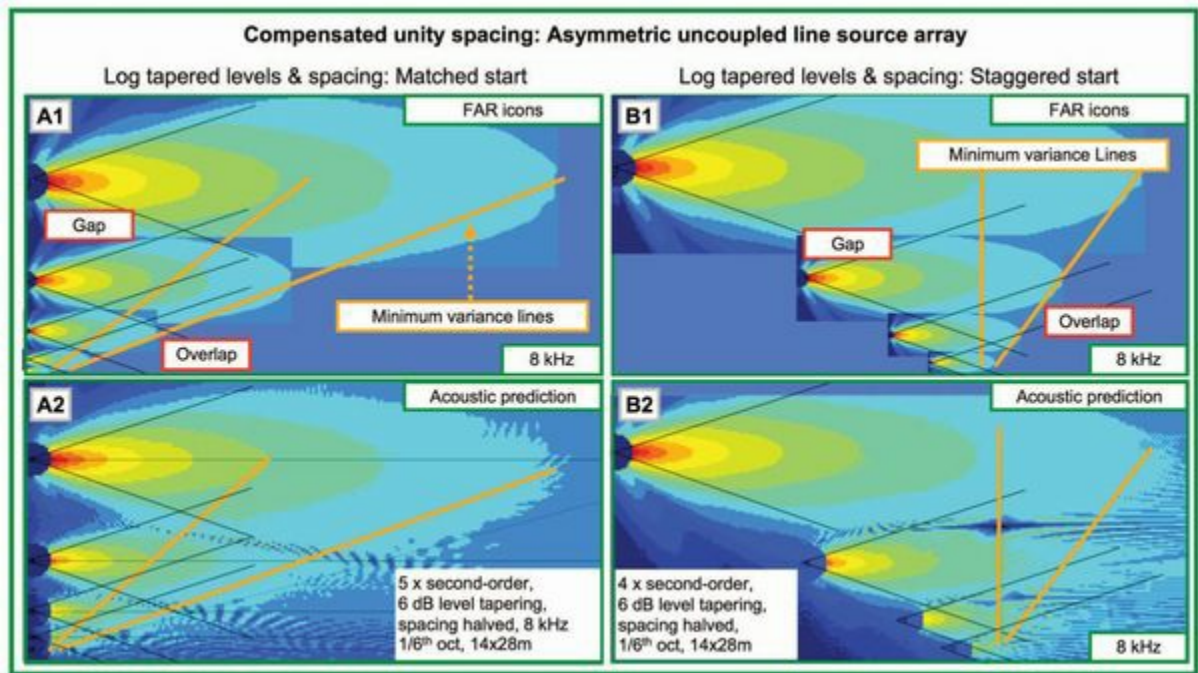 Compensated unity spacing: Asymmetric uncoupled line source array
Log tapered levels & spacing: Matched start
Log tapered levels & spacing: Staggered start
A1
FAR icons
Gap
Minimum variance lines
Overlap
8 kHz
B1
FAR icons
Minimum variance Lines
Gap
Overlap
8 kHz
A2
Acoustic prediction
5 x second-order,
6 dB level tapering,
spacing halved, 8 kHz
1/6th oct, 14x28m
B2
Acoustic prediction
4 x second-order,
6 dB level tapering,
spacing halved,
1/6th oct, 14x28m
8 kHz